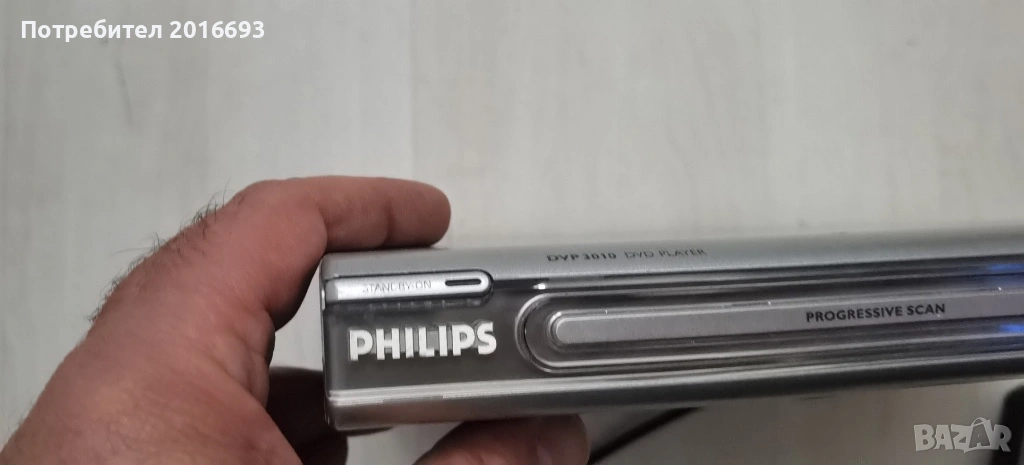 Потребител 2016693
DVP 3010 DVD PLAYER
STANDBY-ON
PROGRESSIVE SCAN
PHILIPS
BAZAR